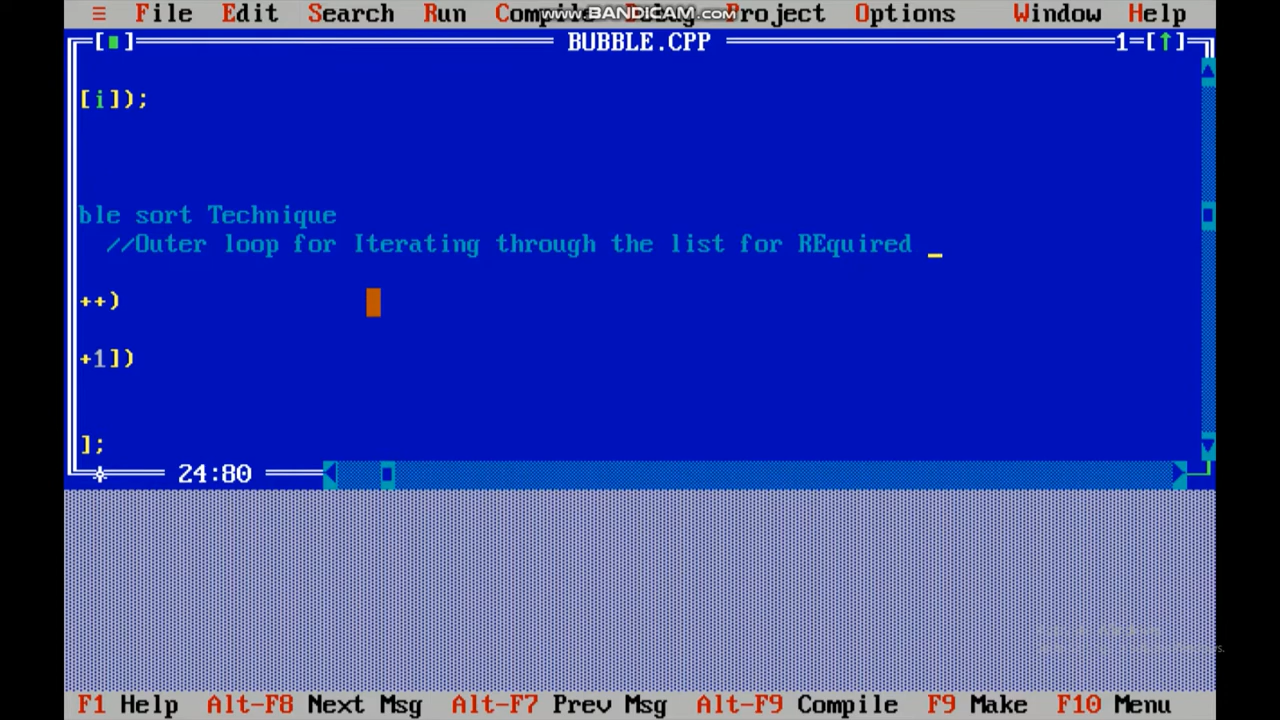 ≡ File Edit Search Run Compile Debug Project Options Window Help
www.BANDICAM.com
[■] BUBBLE.CPP 1=[↑]
[i]);
ble sort Technique
//Outer loop for Iterating through the list for REquired _
++)
+1])
];
24:80
F1 Help Alt-F8 Next Msg Alt-F7 Prev Msg Alt-F9 Compile F9 Make F10 Menu